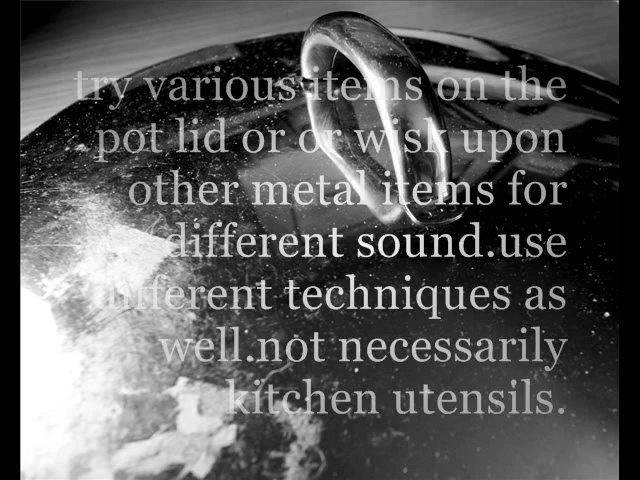 try various items on the
pot lid or or wisk upon
other metal items for
different sound.use
different techniques as
well.not necessarily
kitchen utensils.